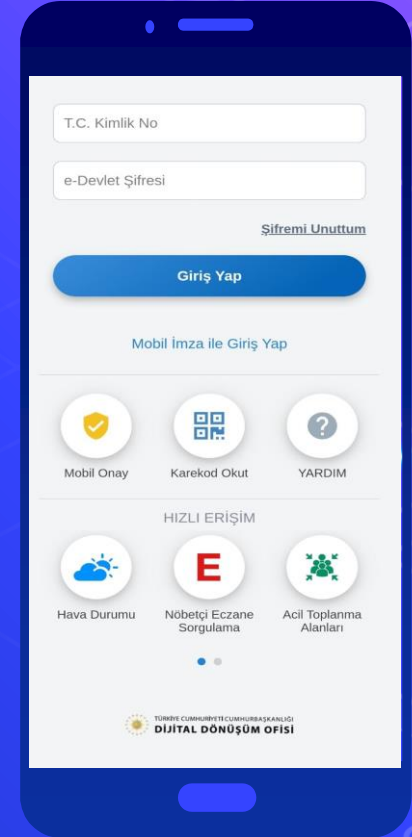 T.C. Kimlik No
e-Devlet Şifresi
Şifremi Unuttum
Giriş Yap
Mobil İmza ile Giriş Yap
Mobil Onay
Karekod Okut
YARDIM
HIZLI ERİŞİM
E
Hava Durumu
Nöbetçi Eczane
Sorgulama
Acil Toplanma
Alanları
TÜRKİYE CUMHURİYETİ CUMHURBAŞKANLIĞI
DİJİTAL DÖNÜŞÜM OFİSİ